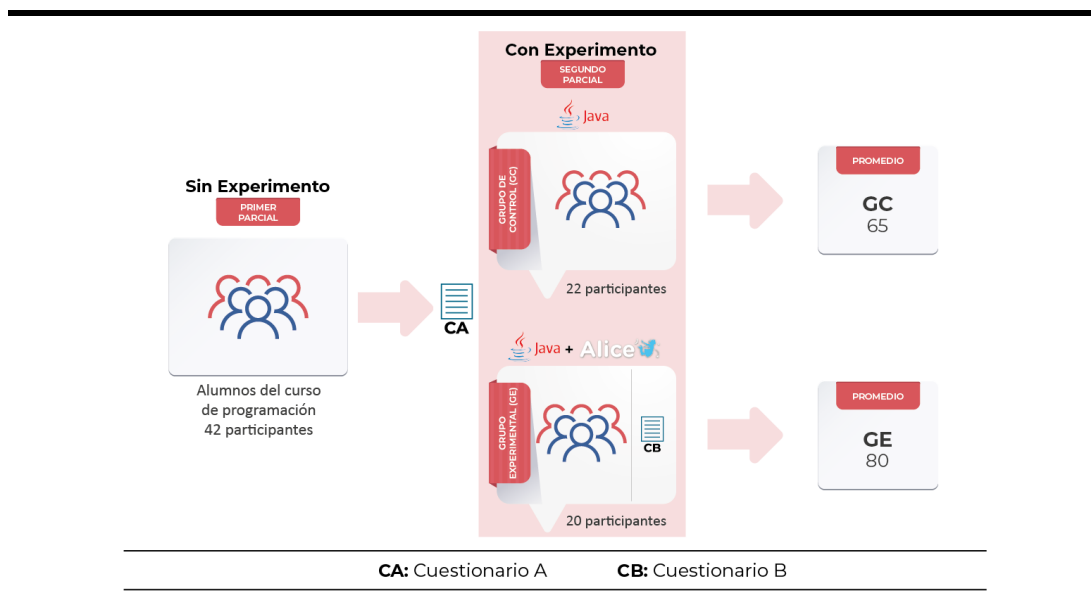 Sin Experimento
PRIMER
PARCIAL
Alumnos del curso
de programación
42 participantes
CA
Con Experimento
SEGUNDO
PARCIAL
Java
GRUPO DE
CONTROL (GC)
22 participantes
Java + Alice
GRUPO
EXPERIMENTAL (GE)
CB
20 participantes
PROMEDIO
GC
65
PROMEDIO
GE
80
CA: Cuestionario A CB: Cuestionario B